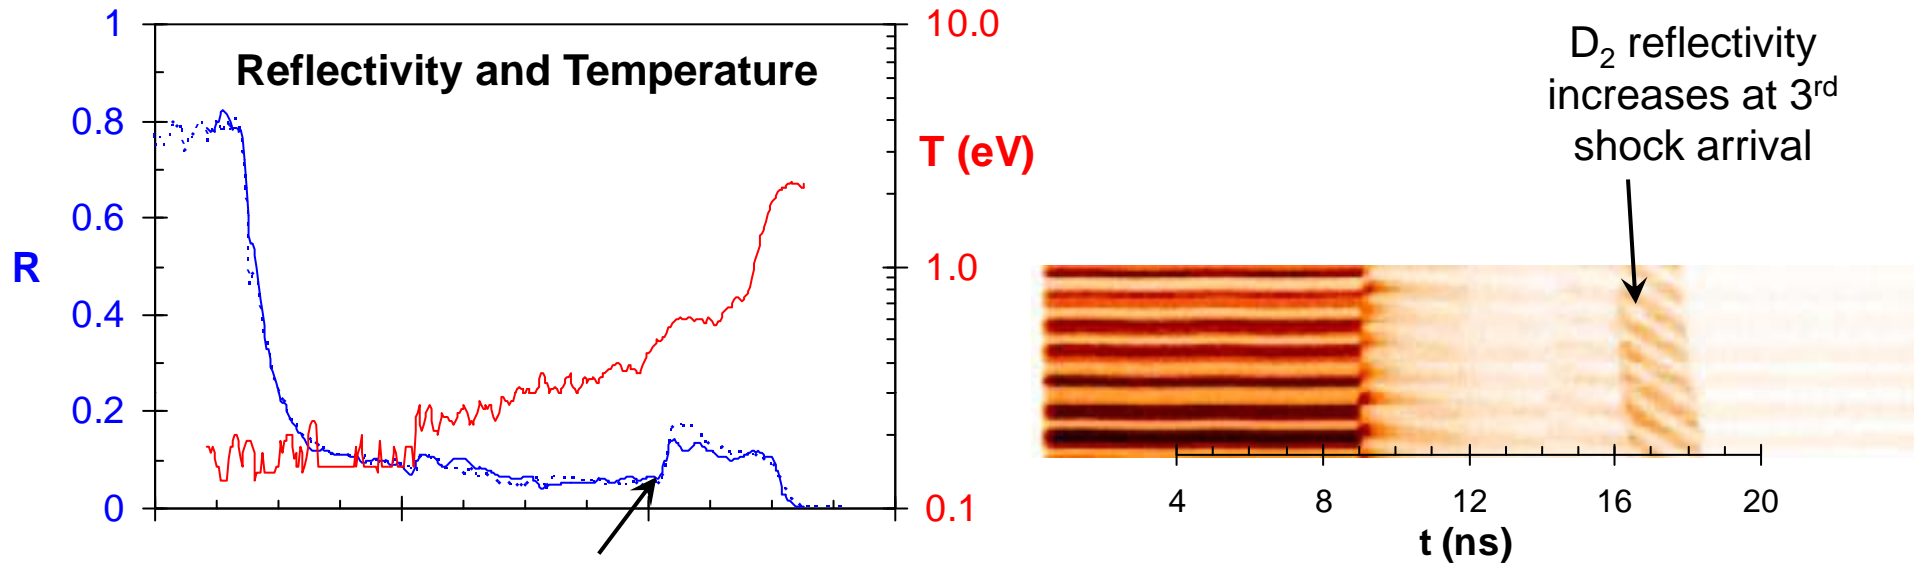 Reflectivity and Temperature
1
0.8
0.6
R
0.4
0.2
0
10.0
T (eV)
1.0
0.1
D2 reflectivity
increases at 3rd
shock arrival
4 8 12 16 20
t (ns)